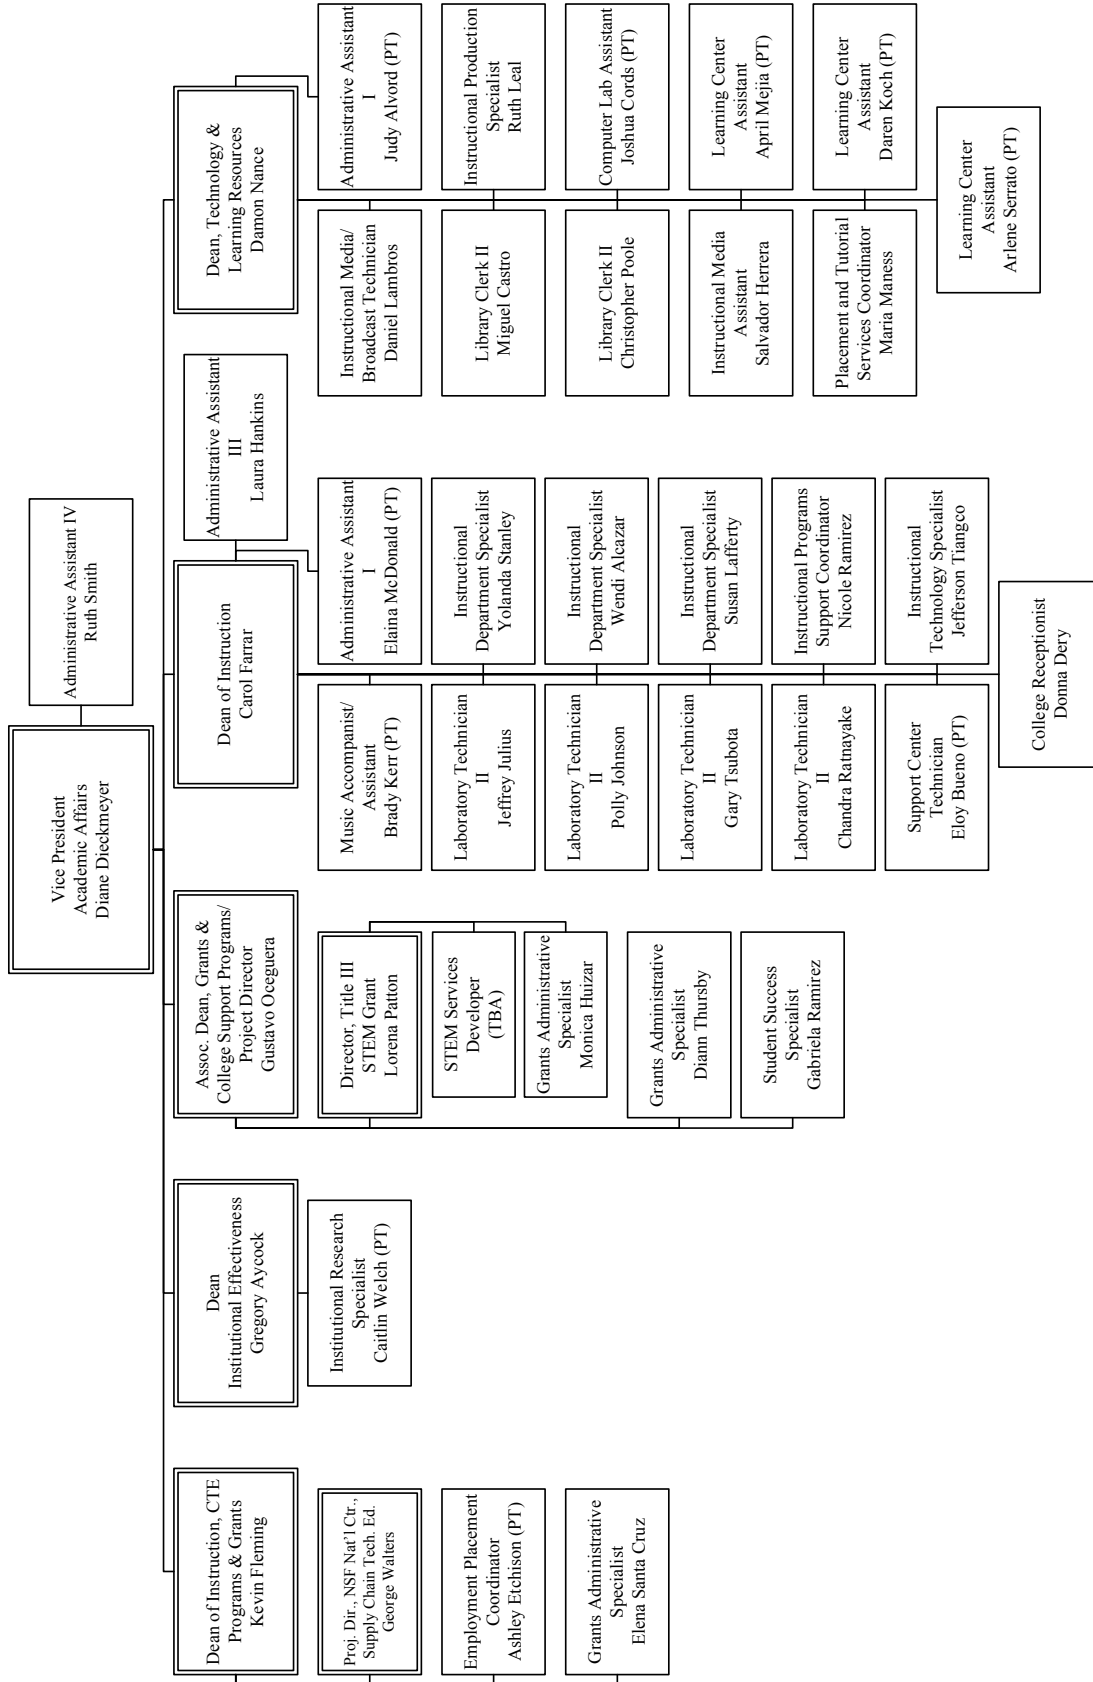 Vice President
Academic Affairs
Diane Dieckmeyer
Administrative Assistant IV
Ruth Smith
Dean of Instruction, CTE
Programs & Grants
Kevin Fleming
Proj. Dir., NSF Nat'l Ctr.,
Supply Chain Tech. Ed.
George Walters
Employment Placement
Coordinator
Ashley Etchison (PT)
Grants Administrative
Specialist
Elena Santa Cruz
Dean
Institutional Effectiveness
Gregory Aycock
Institutional Research
Specialist
Caitlin Welch (PT)
Assoc. Dean, Grants &
College Support Programs/
Project Director
Gustavo Oceguera
Director, Title III
STEM Grant
Lorena Patton
STEM Services
Developer
(TBA)
Grants Administrative
Specialist
Monica Huizar
Grants Administrative
Specialist
Diann Thursby
Student Success
Specialist
Gabriela Ramirez
Dean of Instruction
Carol Farrar
Administrative Assistant
III
Laura Hankins
Music Accompanist/
Assistant
Brady Kerr (PT)
Administrative Assistant
I
Elaina McDonald (PT)
Laboratory Technician
II
Jeffrey Julius
Instructional
Department Specialist
Yolanda Stanley
Laboratory Technician
II
Polly Johnson
Instructional
Department Specialist
Wendi Alcazar
Laboratory Technician
II
Gary Tsubota
Instructional
Department Specialist
Susan Lafferty
Laboratory Technician
II
Chandra Ratnayake
Instructional Programs
Support Coordinator
Nicole Ramirez
Support Center
Technician
Eloy Bueno (PT)
Instructional
Technology Specialist
Jefferson Tiangco
College Receptionist
Donna Dery
Dean, Technology &
Learning Resources
Damon Nance
Instructional Media/
Broadcast Technician
Daniel Lambros
Administrative Assistant
I
Judy Alvord (PT)
Library Clerk II
Miguel Castro
Instructional Production
Specialist
Ruth Leal
Library Clerk II
Christopher Poole
Computer Lab Assistant
Joshua Cords (PT)
Instructional Media
Assistant
Salvador Herrera
Learning Center
Assistant
April Mejia (PT)
Placement and Tutorial
Services Coordinator
Maria Maness
Learning Center
Assistant
Daren Koch (PT)
Learning Center
Assistant
Arlene Serrato (PT)